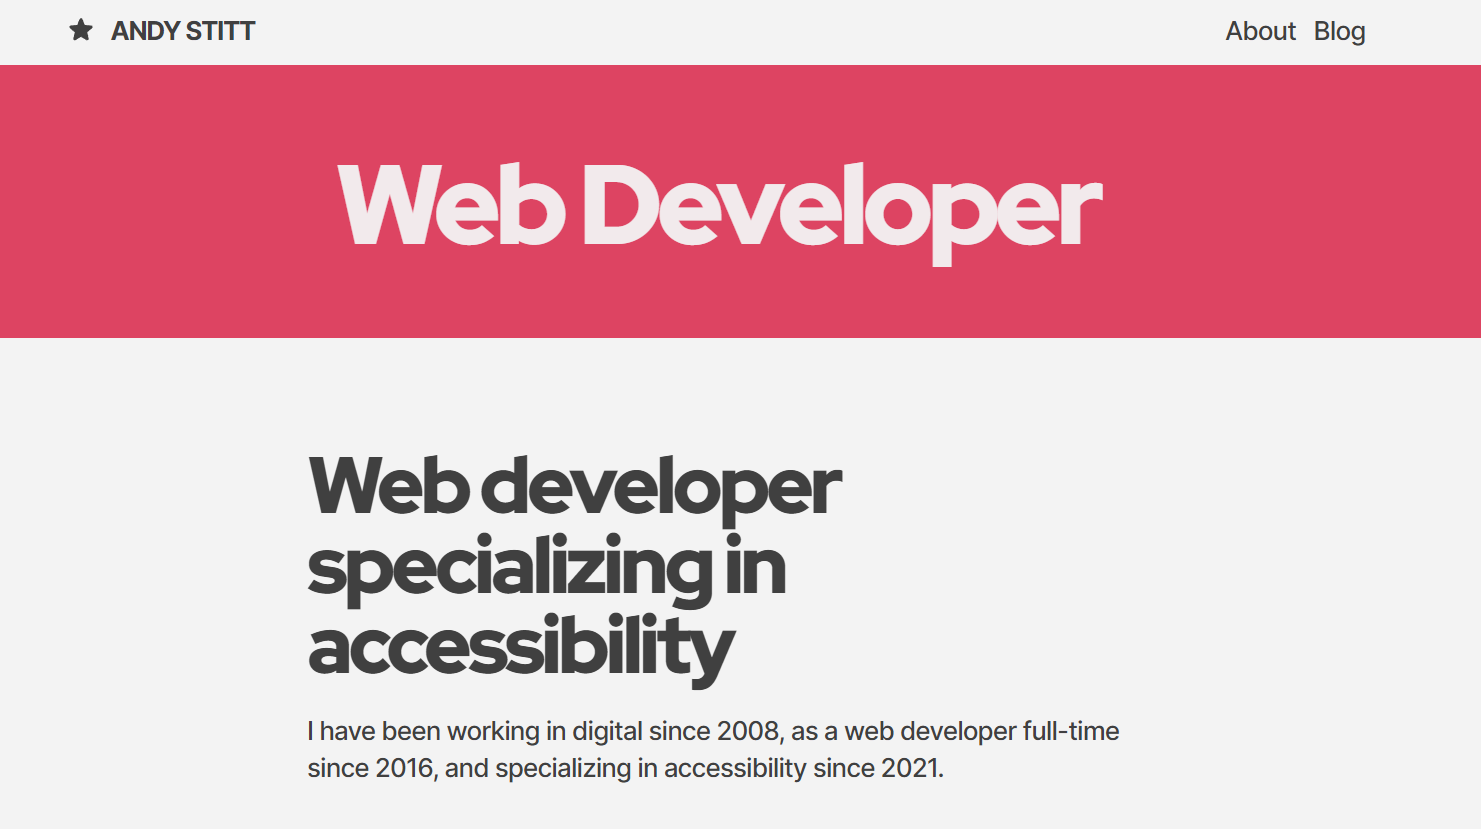 ANDY STITT
About Blog
Web Developer
Web developer
specializing in
accessibility
I have been working in digital since 2008, as a web developer full-time
since 2016, and specializing in accessibility since 2021.